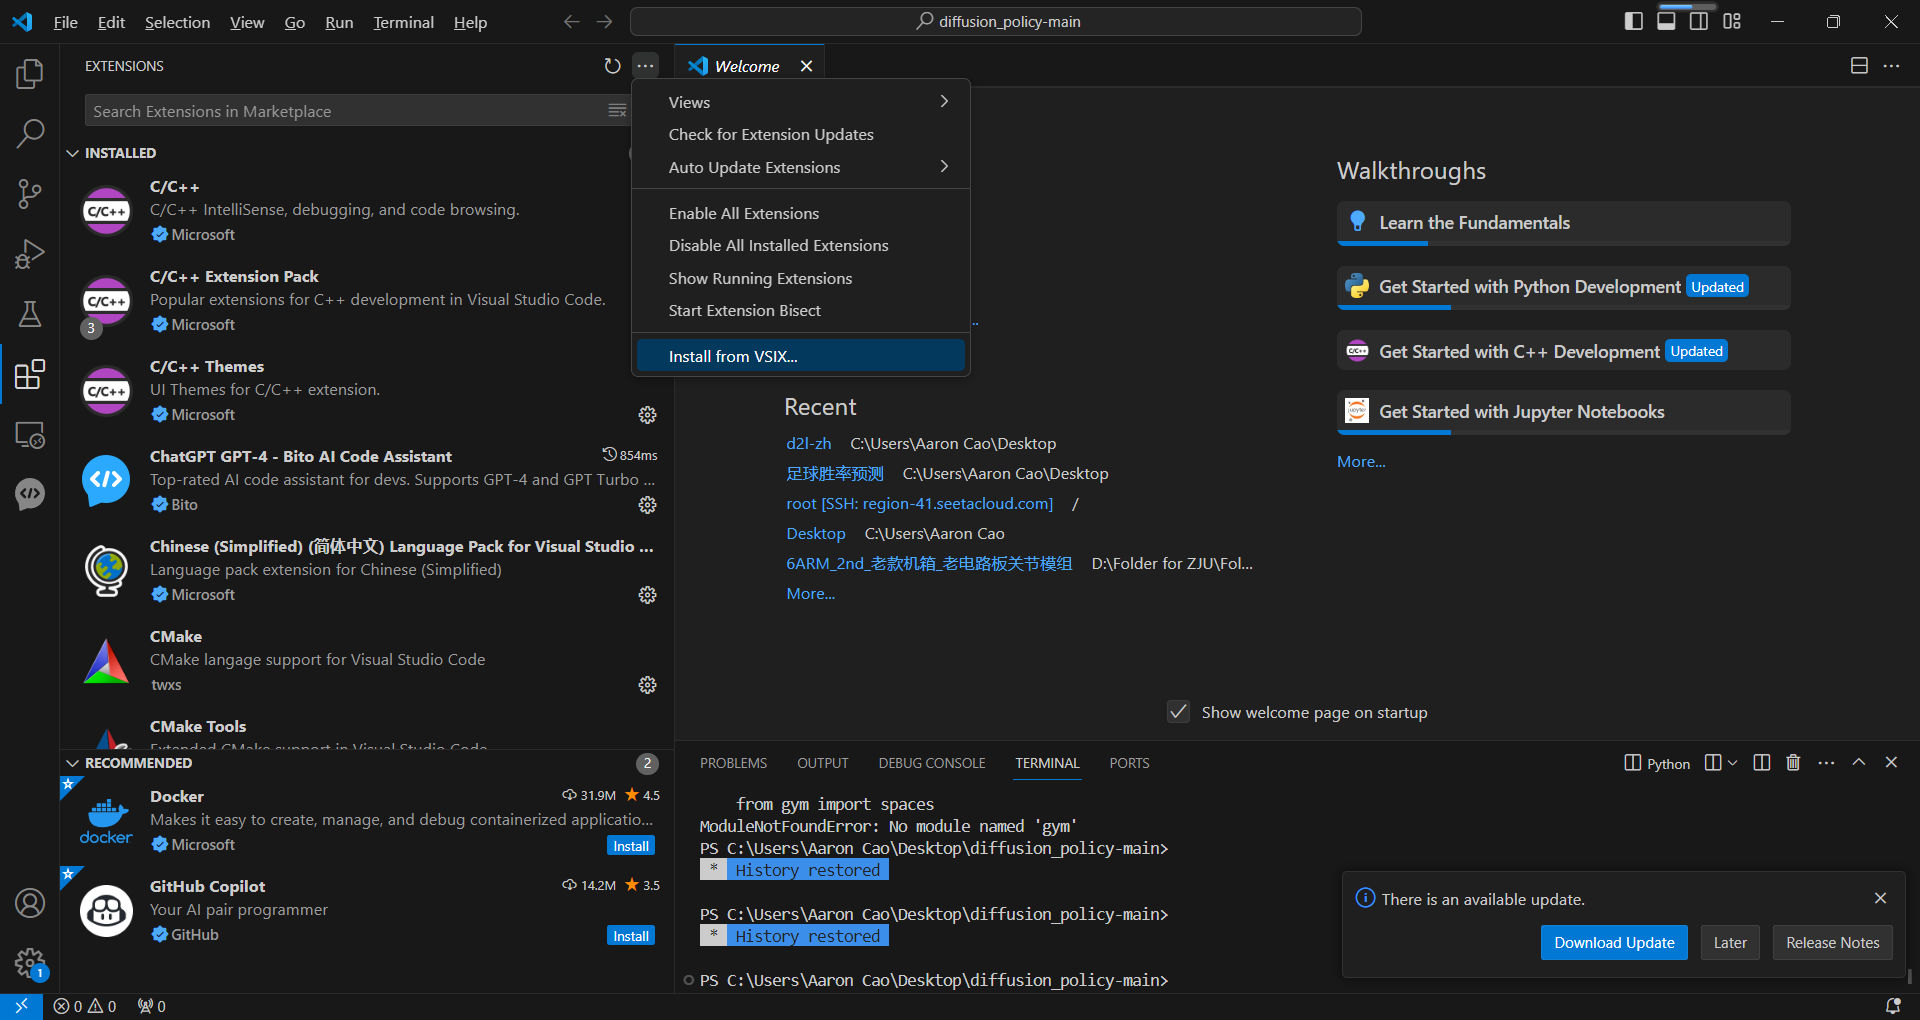 File Edit Selection View Go Run Terminal Help
diffusion_policy-main
EXTENSIONS
Search Extensions in Marketplace
INSTALLED
C/C++
C/C++
C/C++ IntelliSense, debugging, and code browsing.
Microsoft
C/C++
C/C++ Extension Pack
Popular extensions for C++ development in Visual Studio Code.
3
Microsoft
C/C++
C/C++ Themes
UI Themes for C/C++ extension.
Microsoft
ChatGPT GPT-4 - Bito AI Code Assistant
854ms
Top-rated AI code assistant for devs. Supports GPT-4 and GPT Turbo ...
Bito
Chinese (Simplified) (简体中文) Language Pack for Visual Studio ...
Language pack extension for Chinese (Simplified)
Microsoft
CMake
CMake langage support for Visual Studio Code
twxs
CMake Tools
Extended CMake support in Visual Studio Code
RECOMMENDED
2
Docker
31.9M
4.5
Makes it easy to create, manage, and debug containerized applicatio...
docker
Microsoft
Install
GitHub Copilot
14.2M
3.5
Your AI pair programmer
GitHub
Install
1
Views
Check for Extension Updates
Auto Update Extensions
Enable All Extensions
Disable All Installed Extensions
Show Running Extensions
Start Extension Bisect
Install from VSIX...
Welcome
..
Recent
d2l-zh C:\Users\Aaron Cao\Desktop
足球胜率预测 C:\Users\Aaron Cao\Desktop
root [SSH: region-41.seetacloud.com] /
Desktop C:\Users\Aaron Cao
6ARM_2nd_老款机箱_老电路板关节模组 D:\Folder for ZJU\Fol...
More...
Walkthroughs
Learn the Fundamentals
Get Started with Python Development Updated
C/C++
Get Started with C++ Development Updated
jupyter
Get Started with Jupyter Notebooks
More...
Show welcome page on startup
PROBLEMS OUTPUT DEBUG CONSOLE TERMINAL PORTS
Python
from gym import spaces
ModuleNotFoundError: No module named 'gym'
PS C:\Users\Aaron Cao\Desktop\diffusion_policy-main>
* History restored
PS C:\Users\Aaron Cao\Desktop\diffusion_policy-main>
* History restored
PS C:\Users\Aaron Cao\Desktop\diffusion_policy-main>
There is an available update.
Download Update Later Release Notes
0 0 0